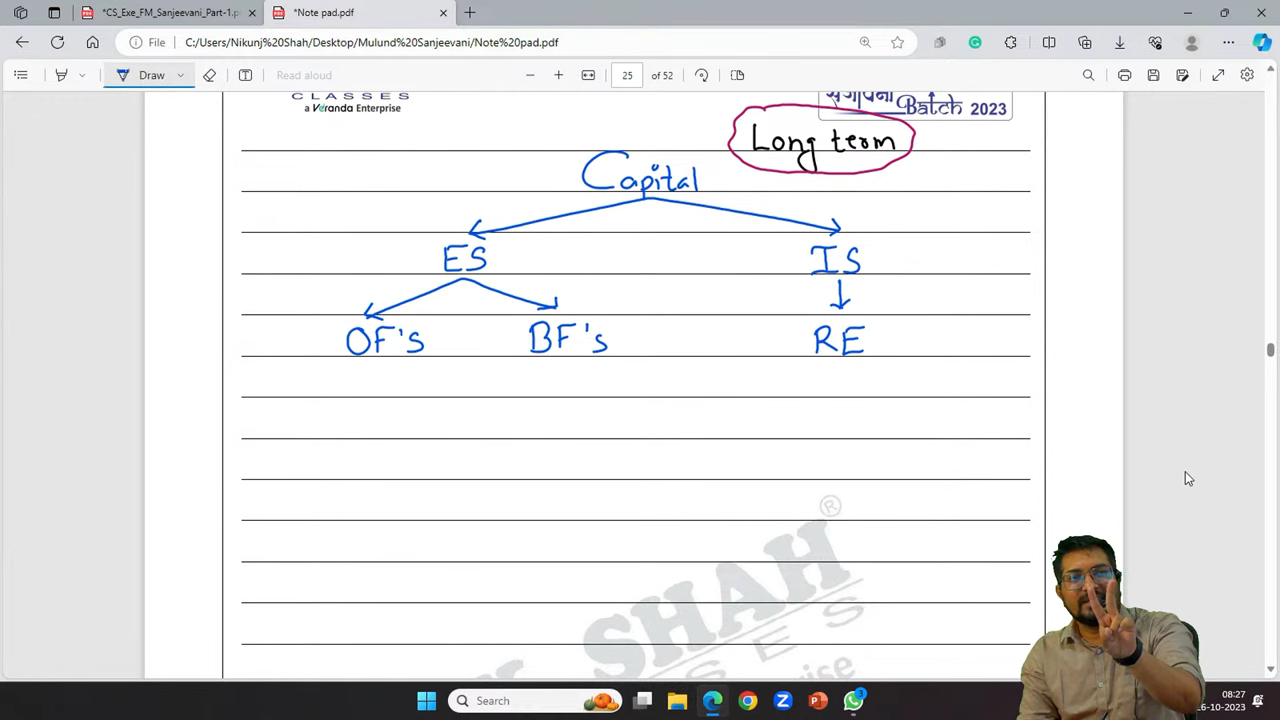 *CS_Exe_FM_Sanjeevani_Part-1.p
*Note pad.pdf
File
C:/Users/Nikunj%20Shah/Desktop/Mulund%20Sanjeevani/Note%20pad.pdf
Draw
Read aloud
25 of 52
CLASSES
a Veranda Enterprise
Batch 2023
Long term
Capital
ES IS
OF's BF's RE
SHAH
®
Search
3
08:27